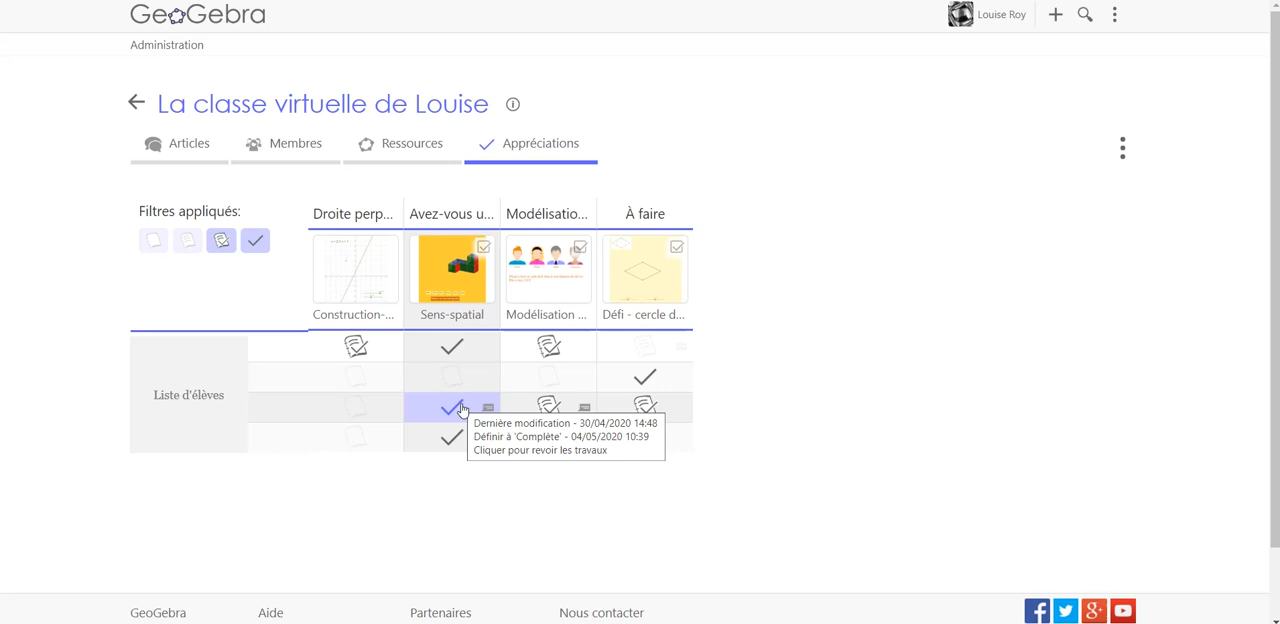 GeoGebra
Louise Roy
Administration
La classe virtuelle de Louise
Articles
Membres
Ressources
Appréciations
Filtres appliqués:
Droite perp...
Avez-vous u...
Modélisatio...
À faire
Construction-...
Sens-spatial
Modélisation ...
Défi - cercle d...
Liste d'élèves
Dernière modification - 30/04/2020 14:48
Définir à 'Complète' - 04/05/2020 10:39
Cliquer pour revoir les travaux
GeoGebra
Aide
Partenaires
Nous contacter